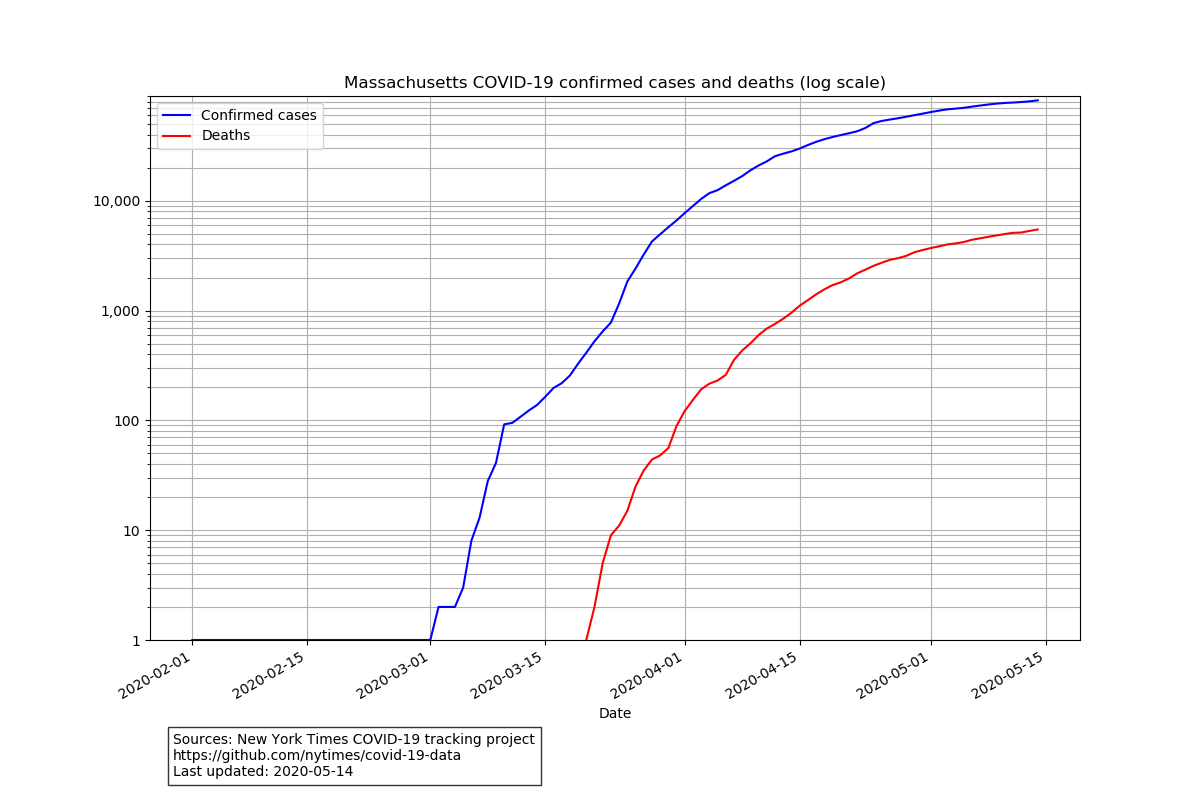 Massachusetts COVID-19 confirmed cases and deaths (log scale)
Confirmed cases
Deaths
10,000
1,000
100
10
1
2020-02-01
2020-02-15
2020-03-01
2020-03-15
2020-04-01
2020-04-15
2020-05-01
2020-05-15
Date
Sources: New York Times COVID-19 tracking project
https://github.com/nytimes/covid-19-data
Last updated: 2020-05-14